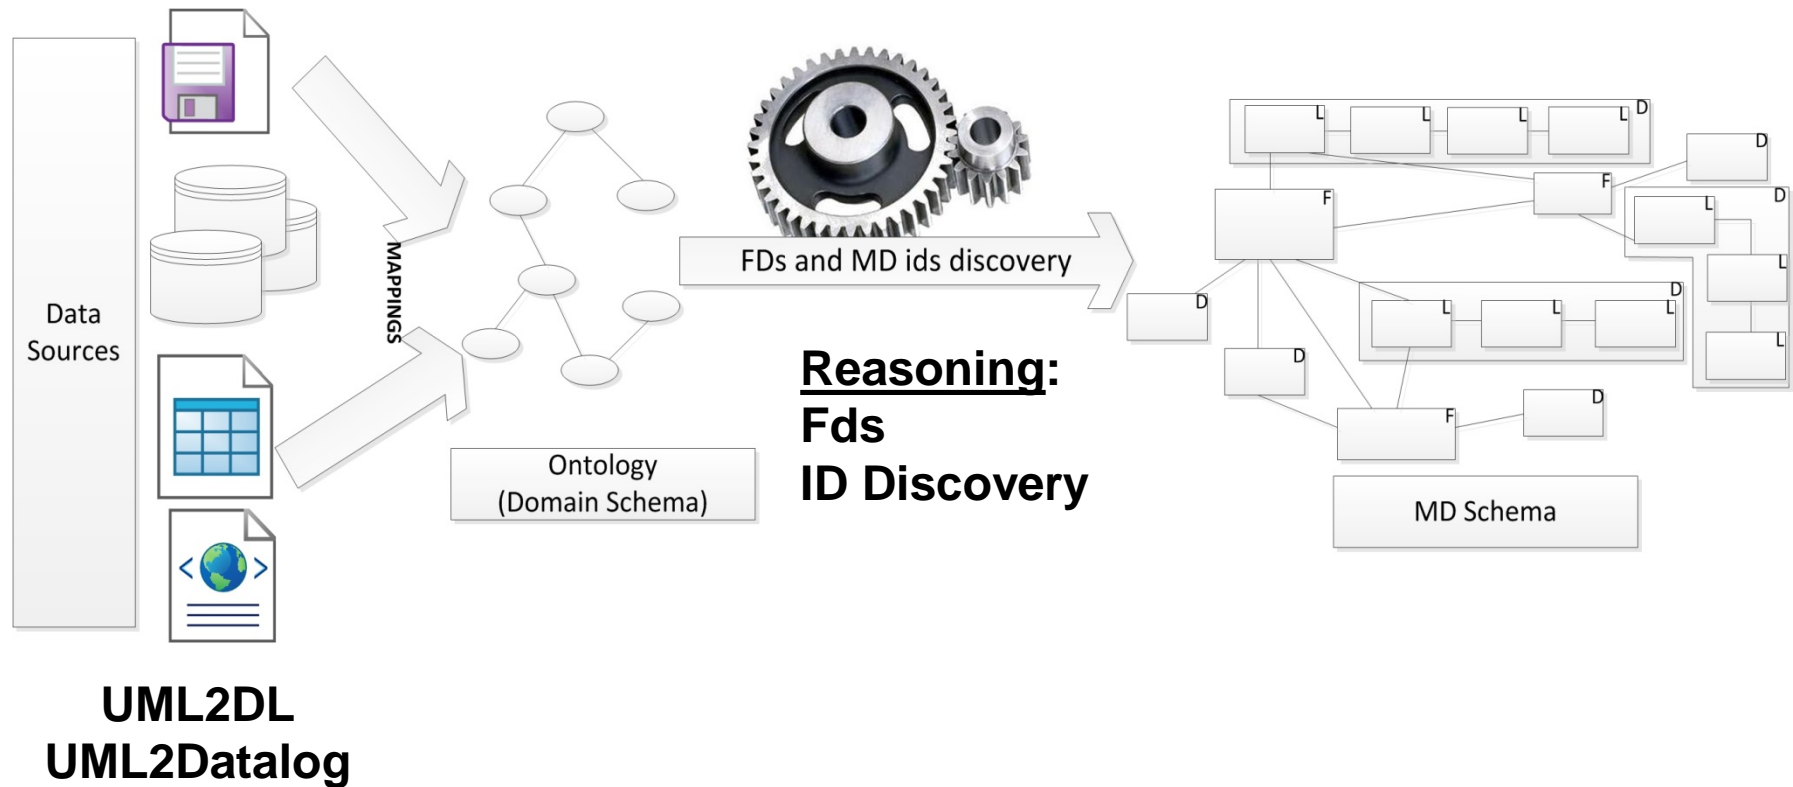 Data
Sources
MAPPINGS
Ontology
(Domain Schema)
FDs and MD ids discovery
Reasoning:
Fds
ID Discovery
L
L
L
L
D
D
F
F
D
L
L
L
D
D
L
L
L
D
F
D
MD Schema
UML2DL
UML2Datalog